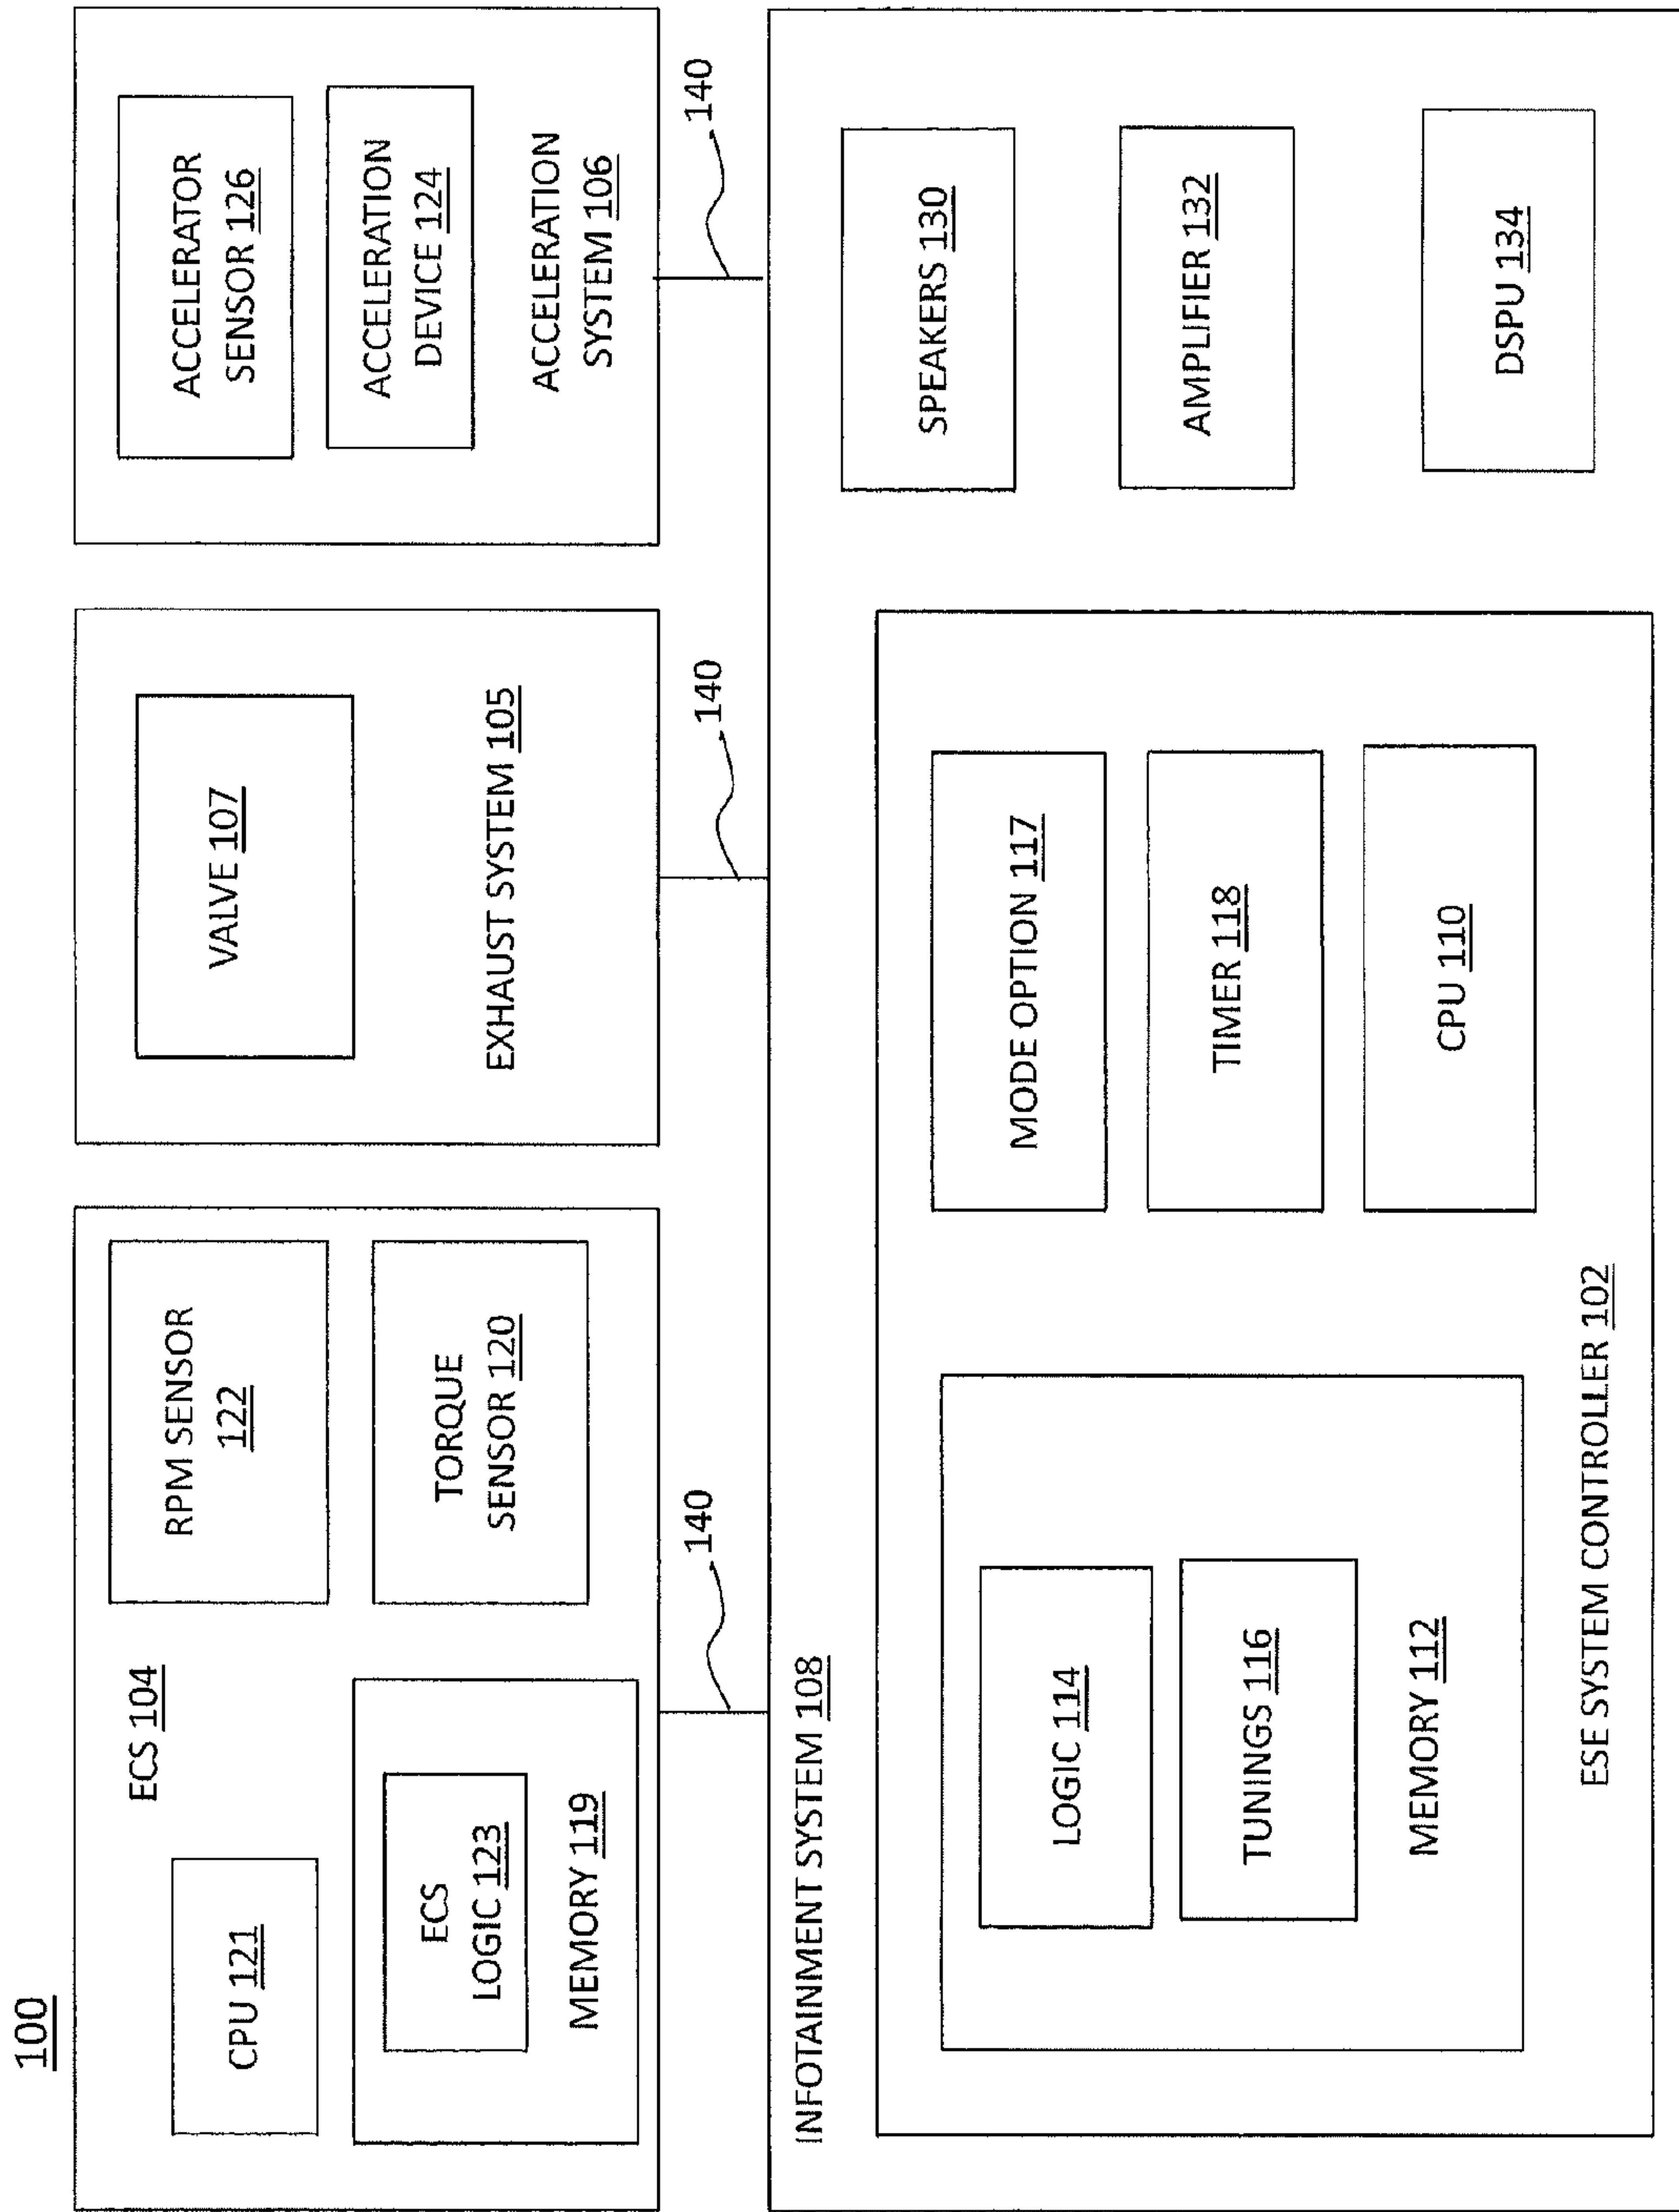 100
ECS 104
CPU 121
ECS
LOGIC 123
MEMORY 119
RPM SENSOR
122
TORQUE
SENSOR 120
VALVE 107
EXHAUST SYSTEM 105
ACCELERATOR
SENSOR 126
ACCELERATION
DEVICE 124
ACCELERATION
SYSTEM 106
140
140
140
INFOTAINMENT SYSTEM 108
LOGIC 114
TUNINGS 116
MEMORY 112
MODE OPTION 117
TIMER 118
CPU 110
ESE SYSTEM CONTROLLER 102
SPEAKERS 130
AMPLIFIER 132
DSPU 134